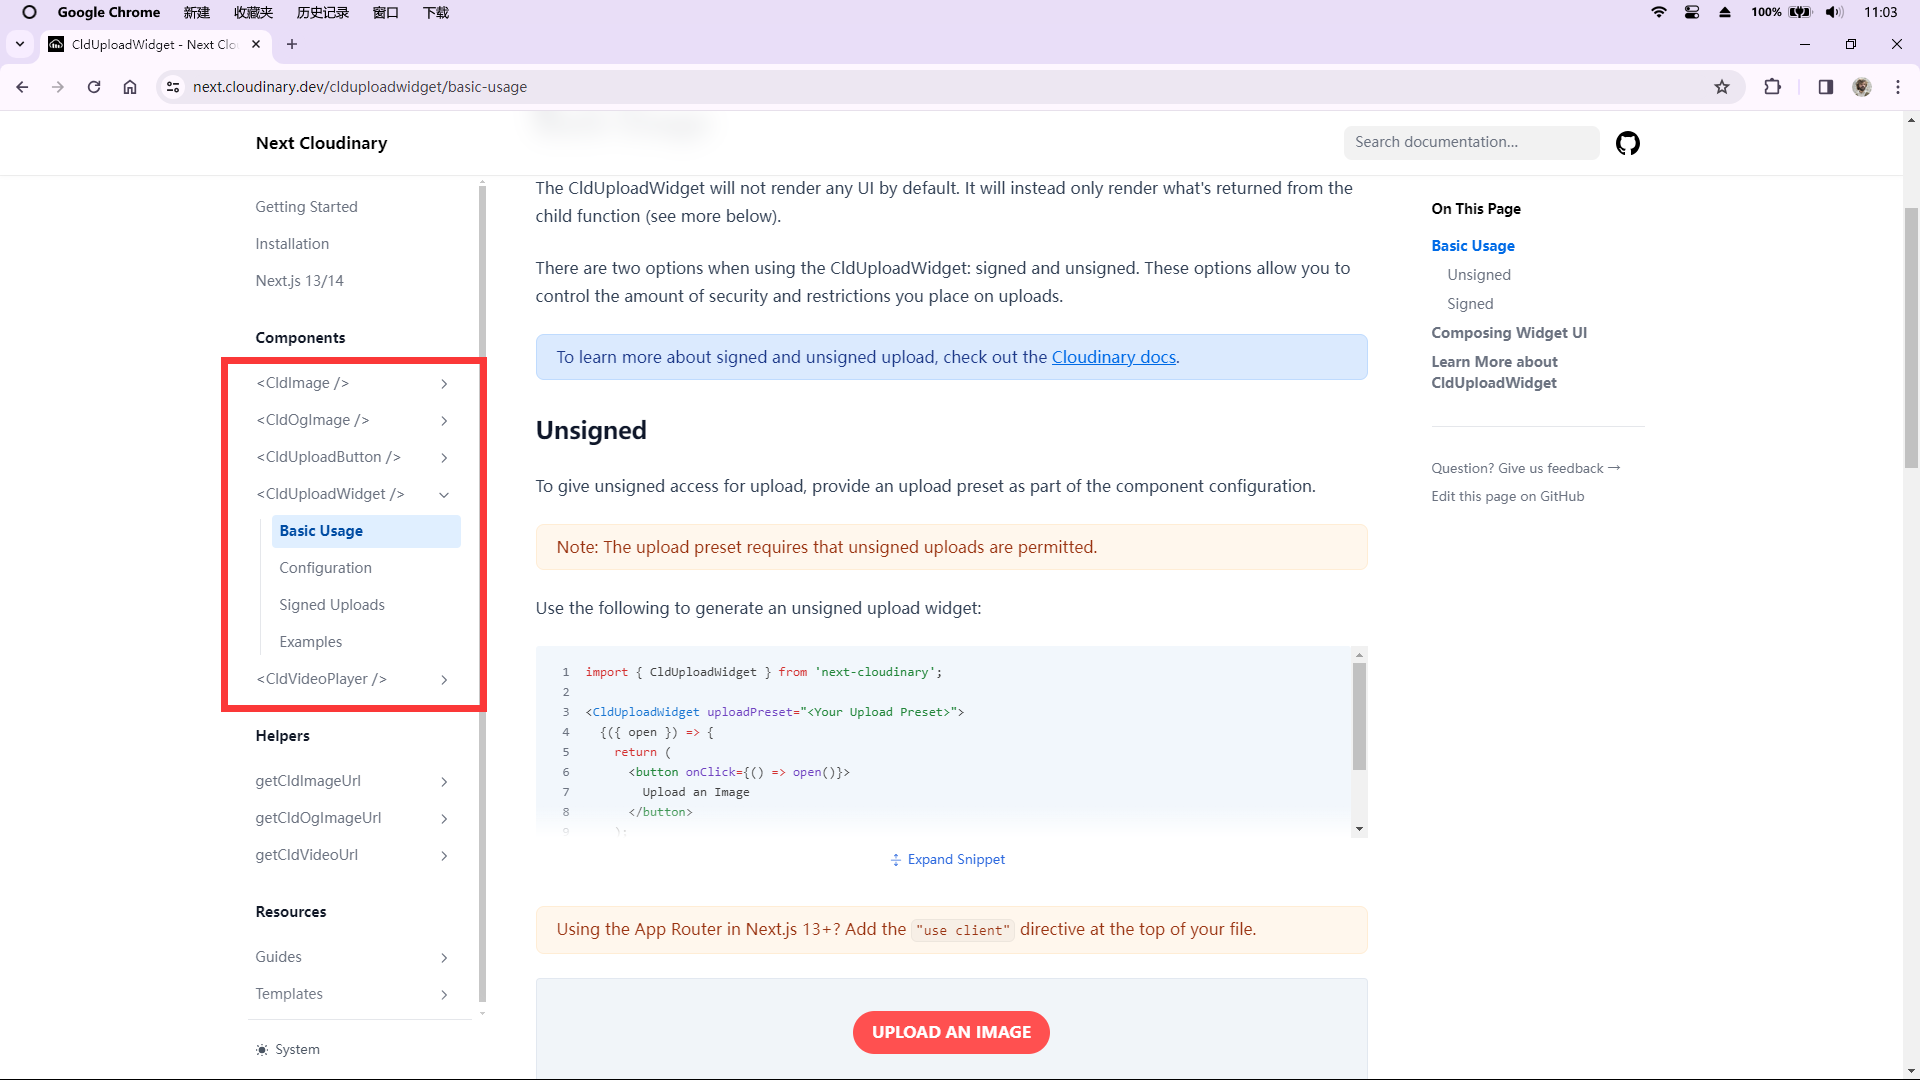 Google Chrome 新建 收藏夹 历史记录 窗口 下载 100% 11:03
CldUploadWidget - Next Clo
next.cloudinary.dev/clduploadwidget/basic-usage
Next Cloudinary
Search documentation...
Getting Started
Installation
Next.js 13/14
Components
<CldImage />
<CldOgImage />
<CldUploadButton />
<CldUploadWidget />
Basic Usage
Configuration
Signed Uploads
Examples
<CldVideoPlayer />
Helpers
getCldImageUrl
getCldOgImageUrl
getCldVideoUrl
Resources
Guides
Templates
System
The CldUploadWidget will not render any UI by default. It will instead only render what's returned from the
child function (see more below).
There are two options when using the CldUploadWidget: signed and unsigned. These options allow you to
control the amount of security and restrictions you place on uploads.
To learn more about signed and unsigned upload, check out the Cloudinary docs.
Unsigned
To give unsigned access for upload, provide an upload preset as part of the component configuration.
Note: The upload preset requires that unsigned uploads are permitted.
Use the following to generate an unsigned upload widget:
1 import { CldUploadWidget } from 'next-cloudinary';
2
3 <CldUploadWidget uploadPreset="<Your Upload Preset>">
4 {({ open }) => {
5 return (
6 <button onClick={() => open()}>
7 Upload an Image
8 </button>
9 );
Expand Snippet
Using the App Router in Next.js 13+? Add the "use client" directive at the top of your file.
UPLOAD AN IMAGE
On This Page
Basic Usage
Unsigned
Signed
Composing Widget UI
Learn More about
CldUploadWidget
Question? Give us feedback →
Edit this page on GitHub